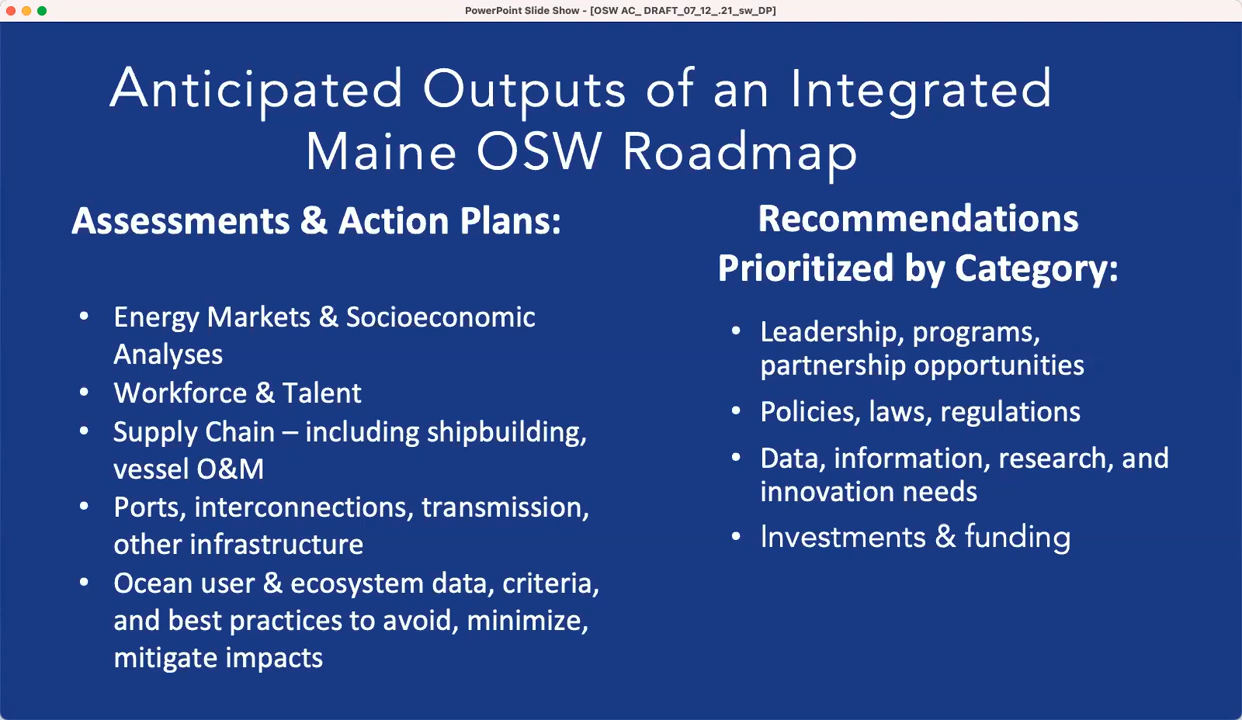 PowerPoint Slide Show - [OSW AC_ DRAFT_07_12_.21_sw_DP]
Anticipated Outputs of an Integrated
Maine OSW Roadmap
Assessments & Action Plans:
• Energy Markets & Socioeconomic
Analyses
• Workforce & Talent
• Supply Chain – including shipbuilding,
vessel O&M
• Ports, interconnections, transmission,
other infrastructure
• Ocean user & ecosystem data, criteria,
and best practices to avoid, minimize,
mitigate impacts
Recommendations
Prioritized by Category:
• Leadership, programs,
partnership opportunities
• Policies, laws, regulations
• Data, information, research, and
innovation needs
• Investments & funding